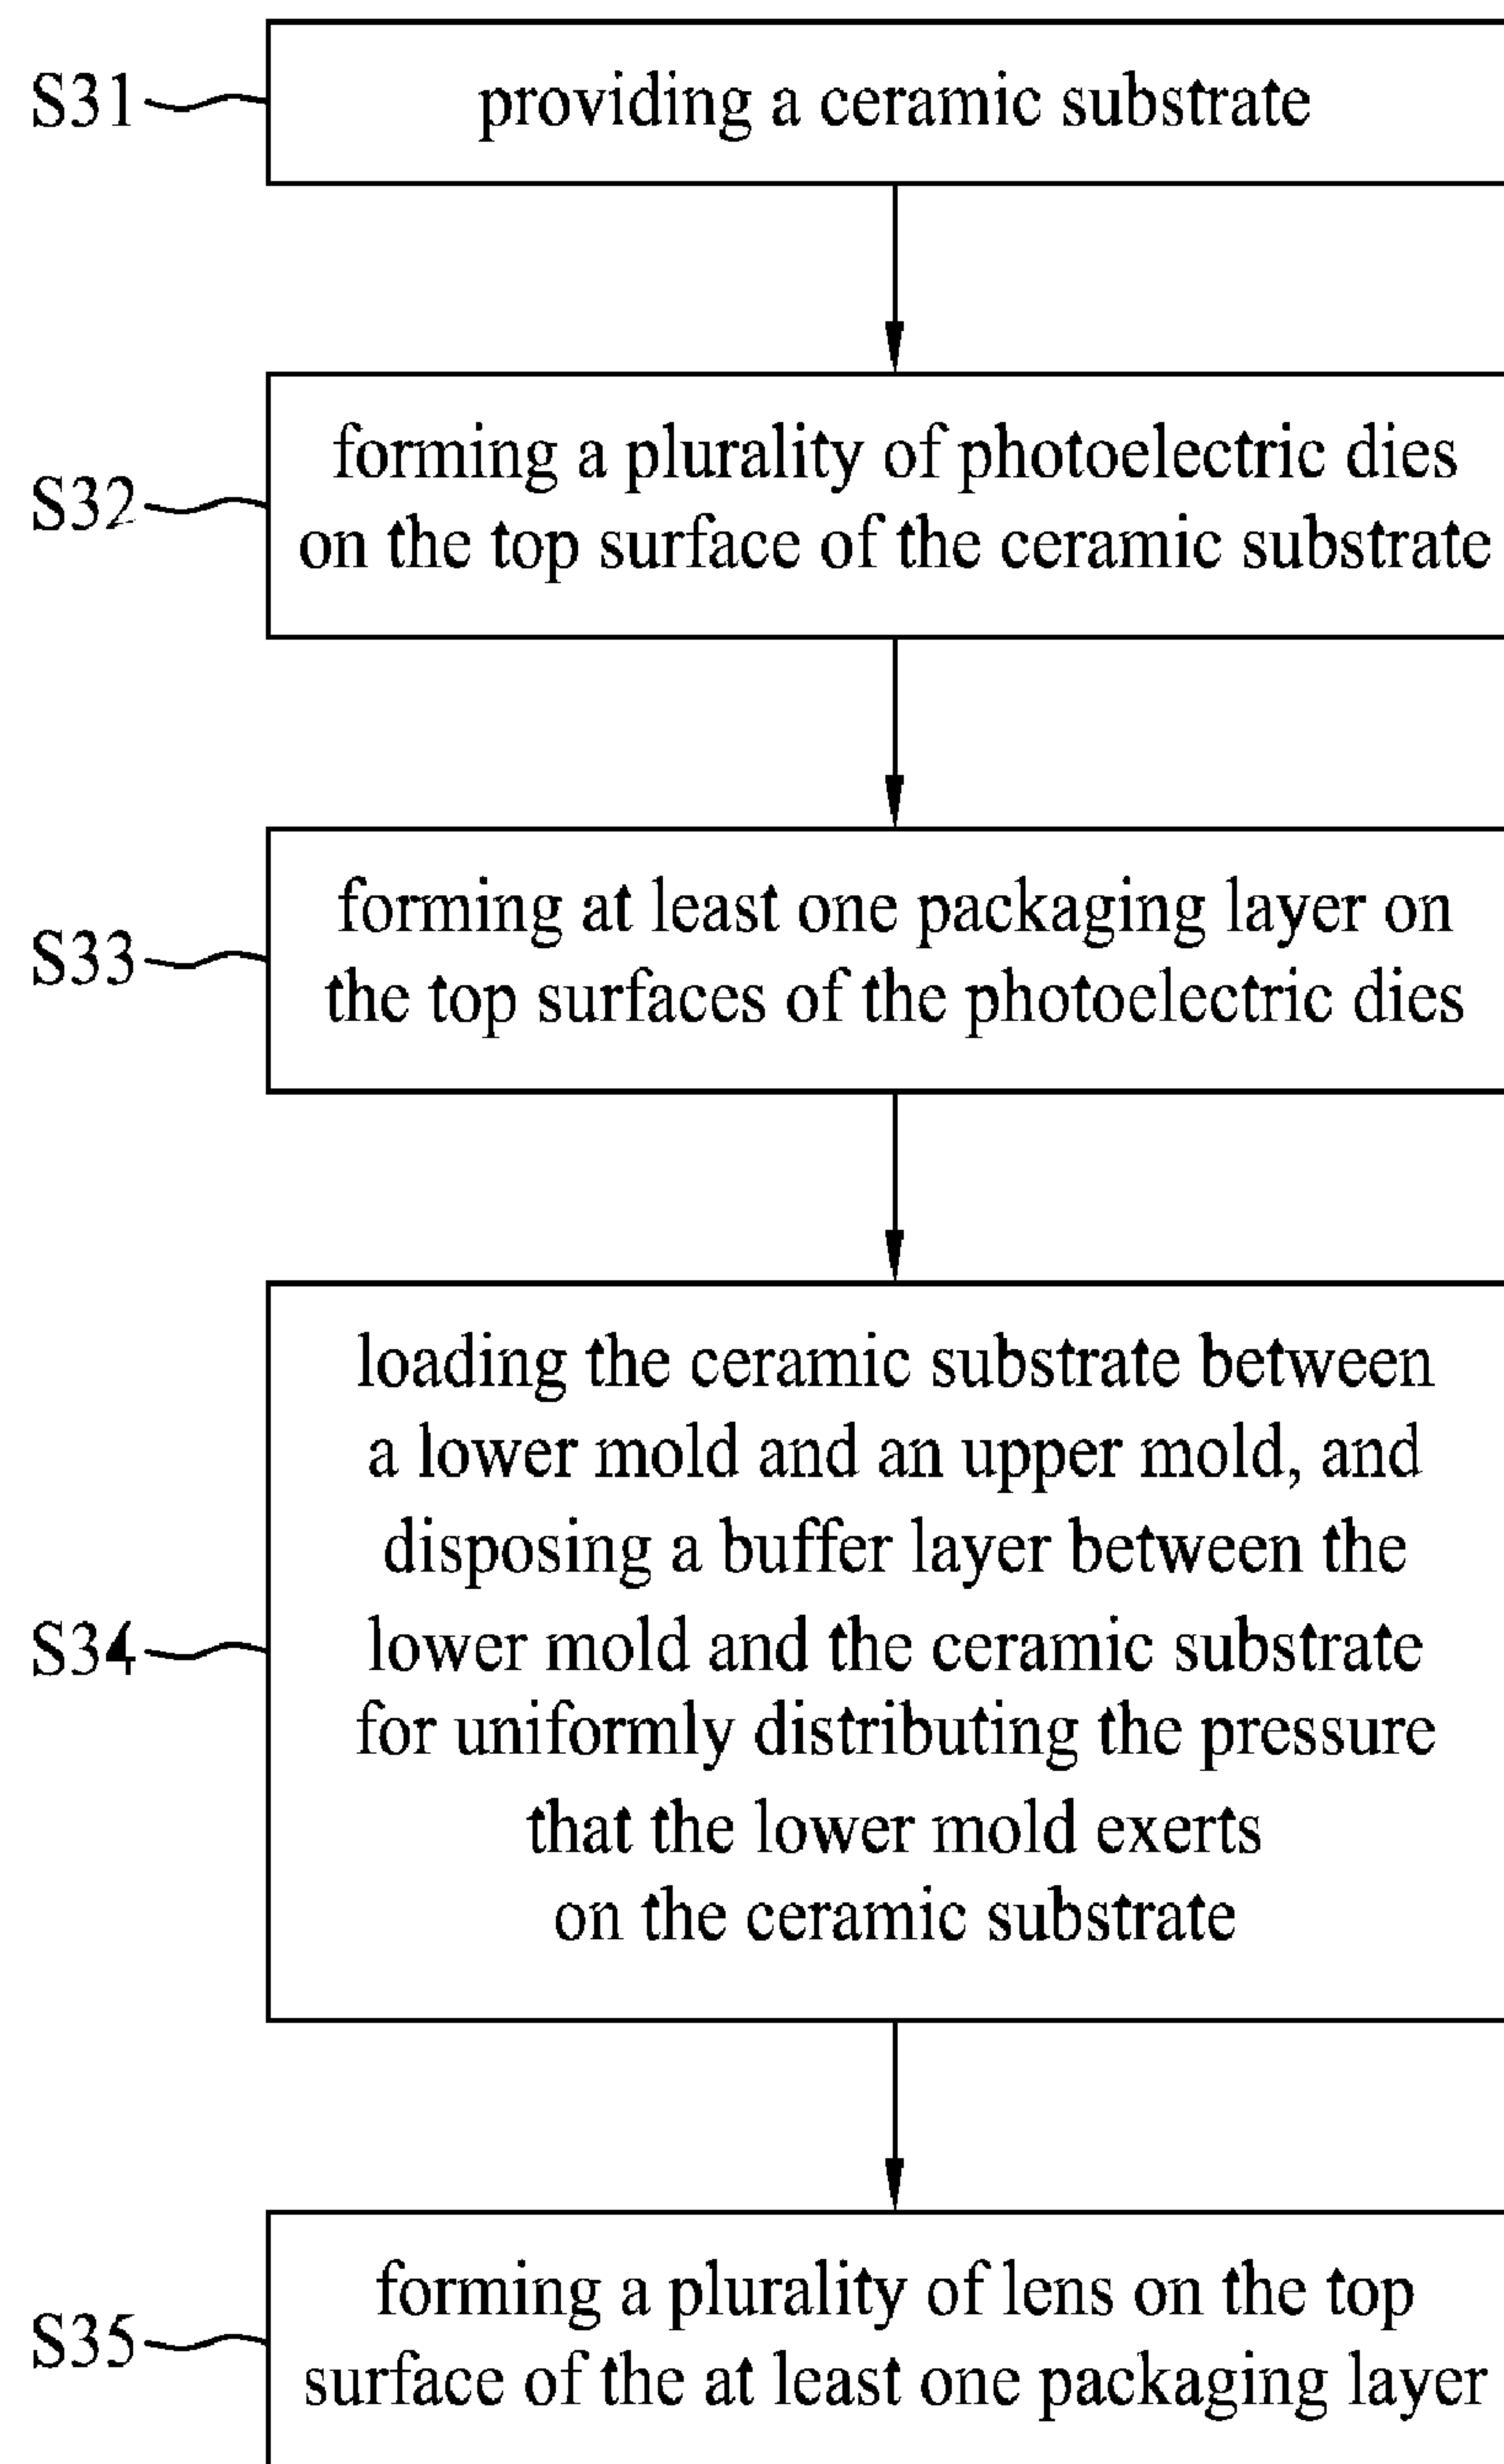 S31
providing a ceramic substrate
S32
forming a plurality of photoelectric dies
on the top surface of the ceramic substrate
S33
forming at least one packaging layer on
the top surfaces of the photoelectric dies
S34
loading the ceramic substrate between
a lower mold and an upper mold, and
disposing a buffer layer between the
lower mold and the ceramic substrate
for uniformly distributing the pressure
that the lower mold exerts
on the ceramic substrate
S35
forming a plurality of lens on the top
surface of the at least one packaging layer